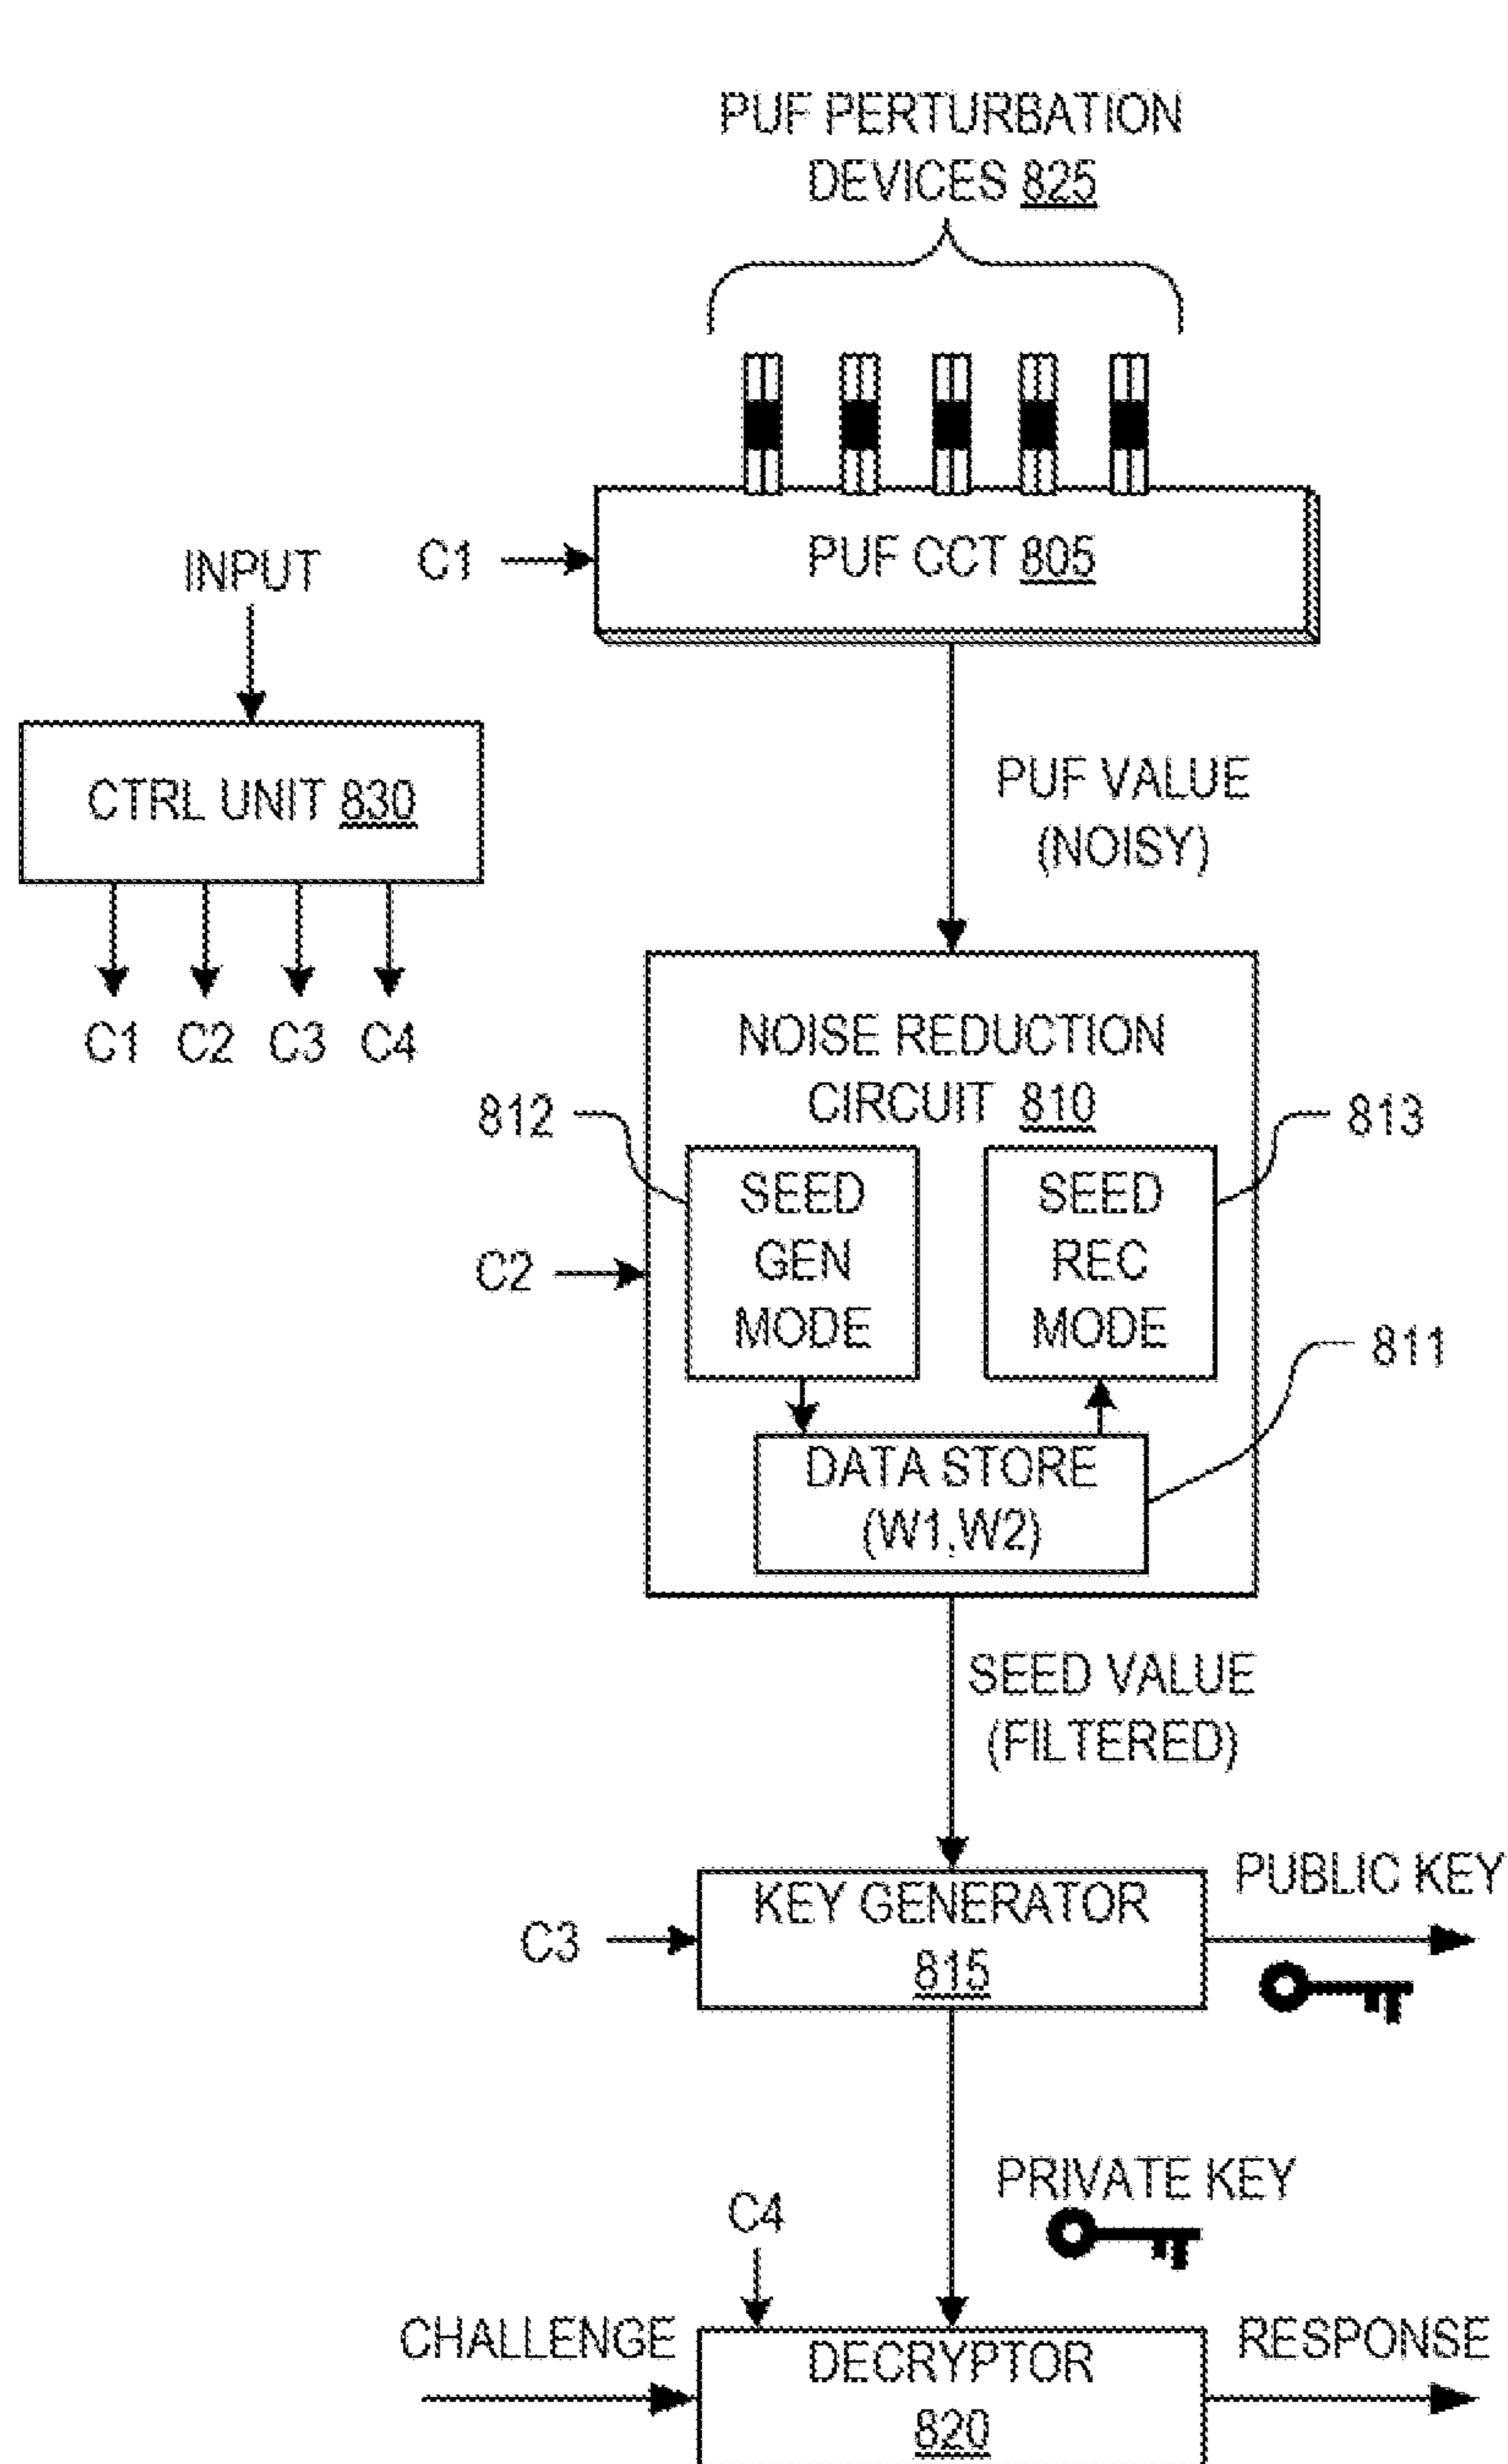 PUF PERTURBATION
DEVICES 825
C1
PUF CCT 805
INPUT
CTRL UNIT 830
PUF VALUE
(NOISY)
C1 C2 C3 C4
NOISE REDUCTION
CIRCUIT 810
812
813
SEED
GEN
MODE
SEED
REC
MODE
C2
811
DATA STORE
(W1,W2)
SEED VALUE
(FILTERED)
PUBLIC KEY
KEY GENERATOR
815
C3
PRIVATE KEY
C4
CHALLENGE
DECRYPTOR
820
RESPONSE